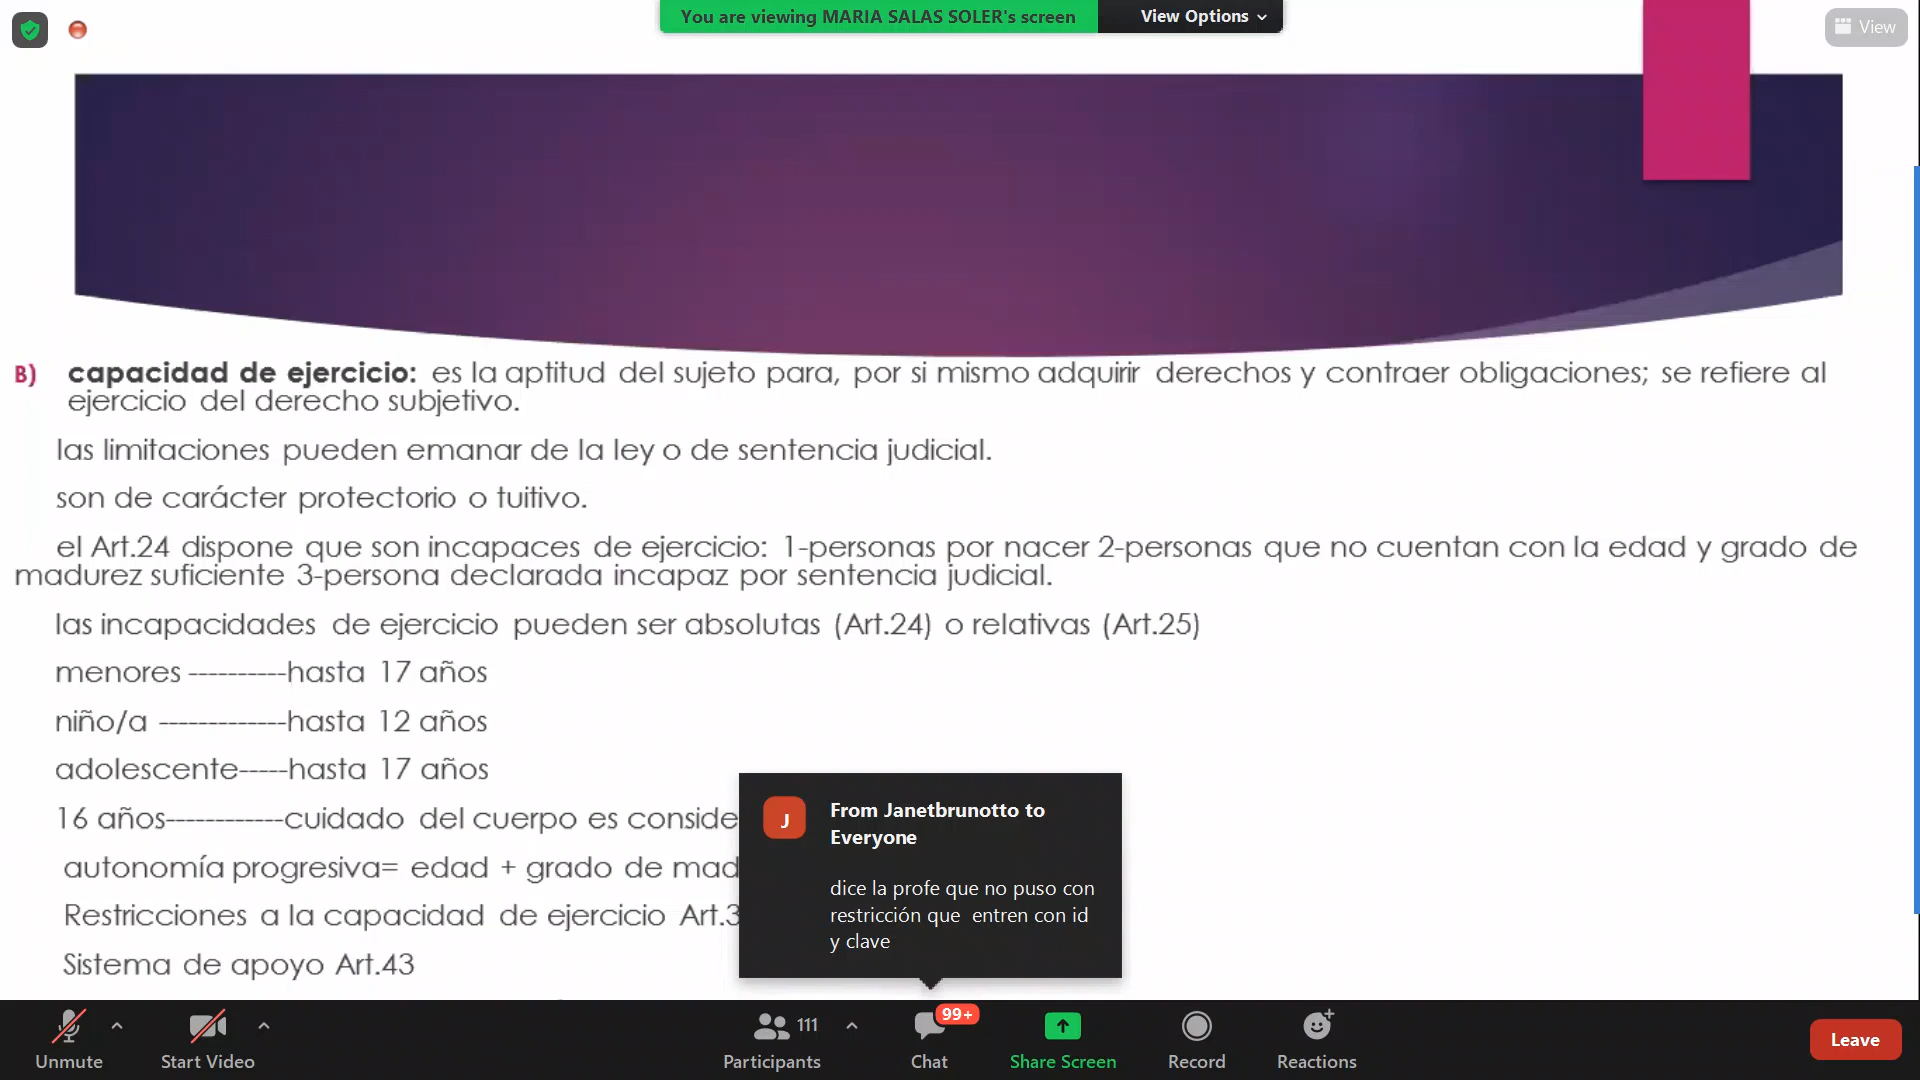 You are viewing MARIA SALAS SOLER's screen
View Options
View
B) capacidad de ejercicio: es la aptitud del sujeto para, por si mismo adquirir derechos y contraer obligaciones; se refiere al
ejercicio del derecho subjetivo.
las limitaciones pueden emanar de la ley o de sentencia judicial.
son de carácter protectorio o tuitivo.
el Art.24 dispone que son incapaces de ejercicio: 1-personas por nacer 2-personas que no cuentan con la edad y grado de
madurez suficiente 3-persona declarada incapaz por sentencia judicial.
las incapacidades de ejercicio pueden ser absolutas (Art.24) o relativas (Art.25)
menores ----------hasta 17 años
niño/a -------------hasta 12 años
adolescente-----hasta 17 años
16 años------------cuidado del cuerpo es conside
autonomía progresiva= edad + grado de mad
Restricciones a la capacidad de ejercicio Art.3
Sistema de apoyo Art.43
J
From Janetbrunotto to
Everyone
dice la profe que no puso con
restricción que entren con id
y clave
Unmute
Start Video
111
Participants
99+
Chat
Share Screen
Record
Reactions
Leave